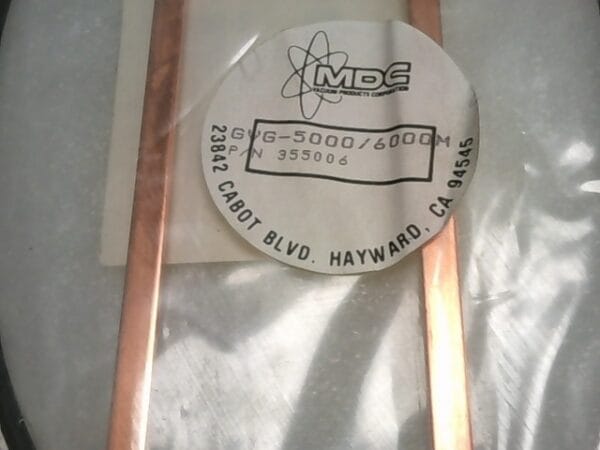 MDC
VACUUM PRODUCTS CORPORATION
GVG-5000/6000M
P/N 355006
23842 CABOT BLVD. HAYWARD, CA 94545